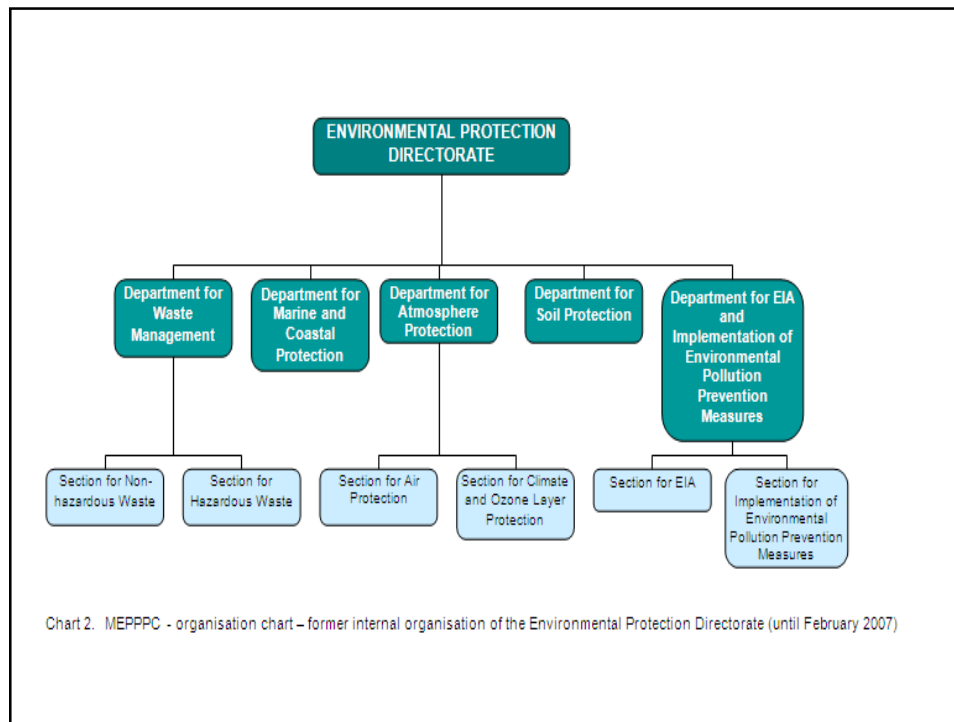 ENVIRONMENTAL PROTECTION
DIRECTORATE
Department for
Waste
Management
Department for
Marine and
Coastal
Protection
Department for
Atmosphere
Protection
Department for
Soil Protection
Department for EIA
and
Implementation of
Environmental
Pollution
Prevention
Measures
Section for Non-
hazardous Waste
Section for
Hazardous Waste
Section for Air
Protection
Section for Climate
and Ozone Layer
Protection
Section for EIA
Section for
Implementation of
Environmental
Pollution Prevention
Measures
Chart 2. MEPPPC - organisation chart – former internal organisation of the Environmental Protection Directorate (until February 2007)